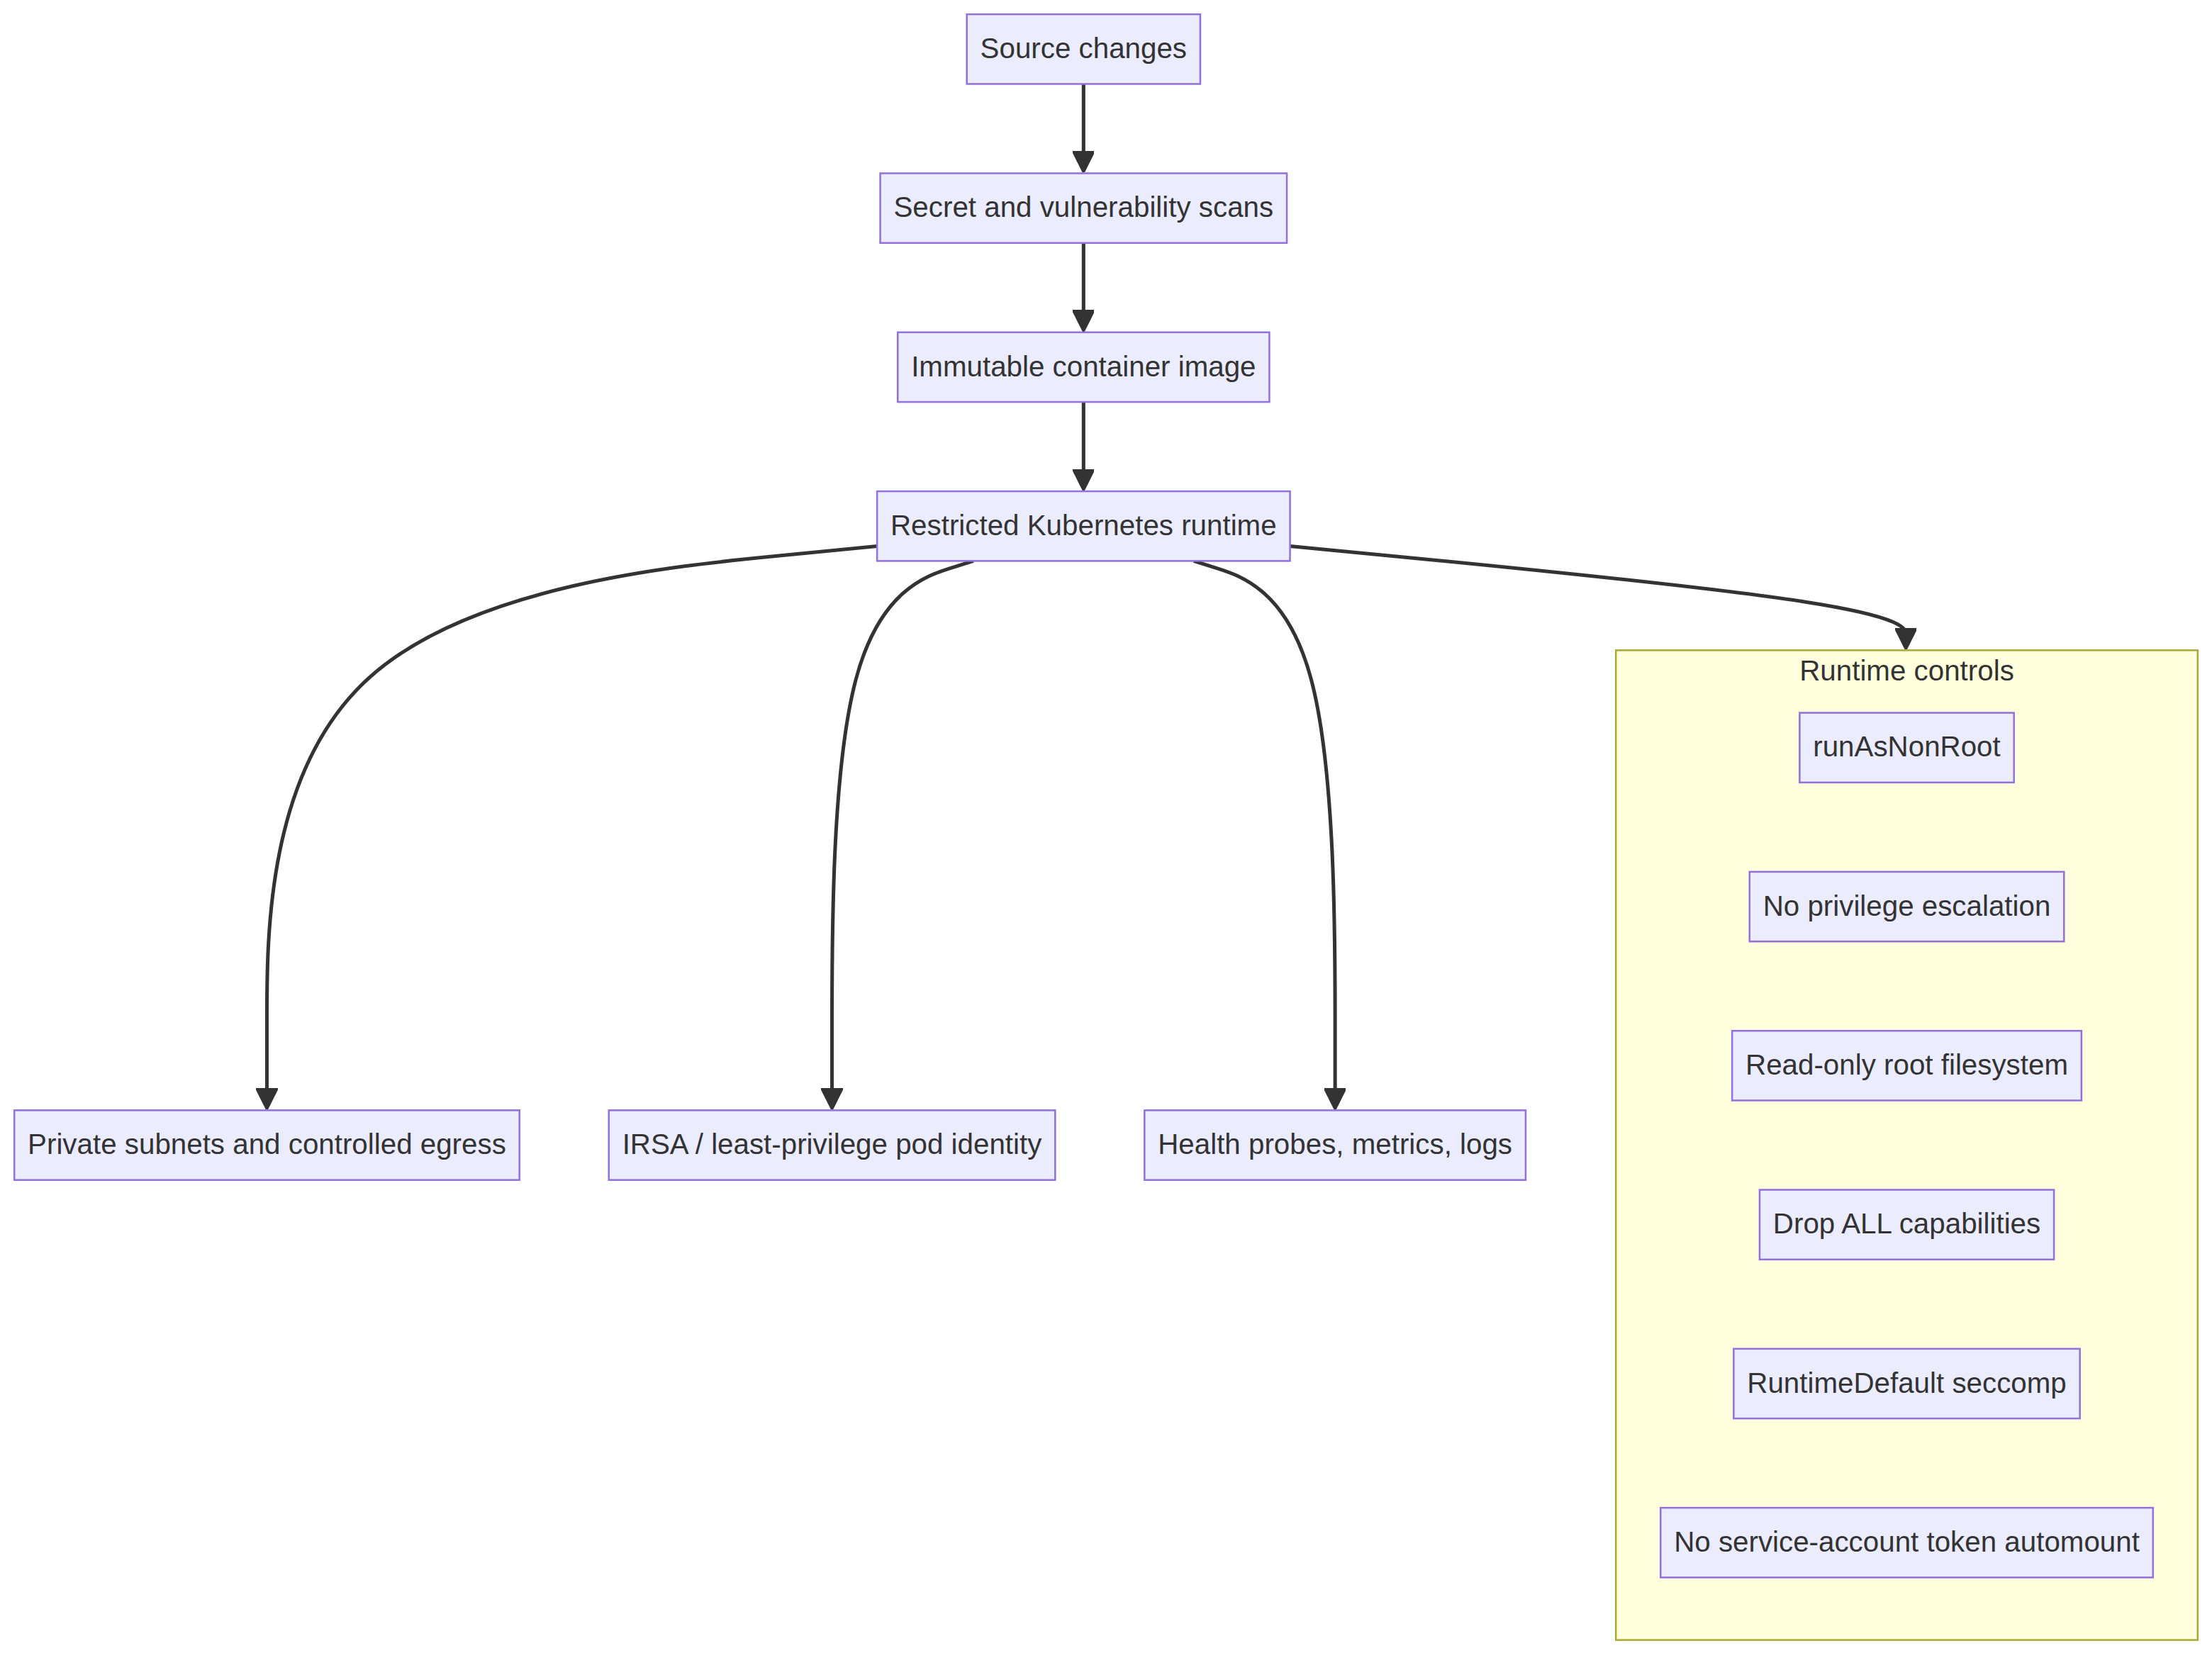 Source changes
Secret and vulnerability scans
Immutable container image
Restricted Kubernetes runtime
Runtime controls
runAsNonRoot
No privilege escalation
Read-only root filesystem
Private subnets and controlled egress
IRSA / least-privilege pod identity
Health probes, metrics, logs
Drop ALL capabilities
RuntimeDefault seccomp
No service-account token automount